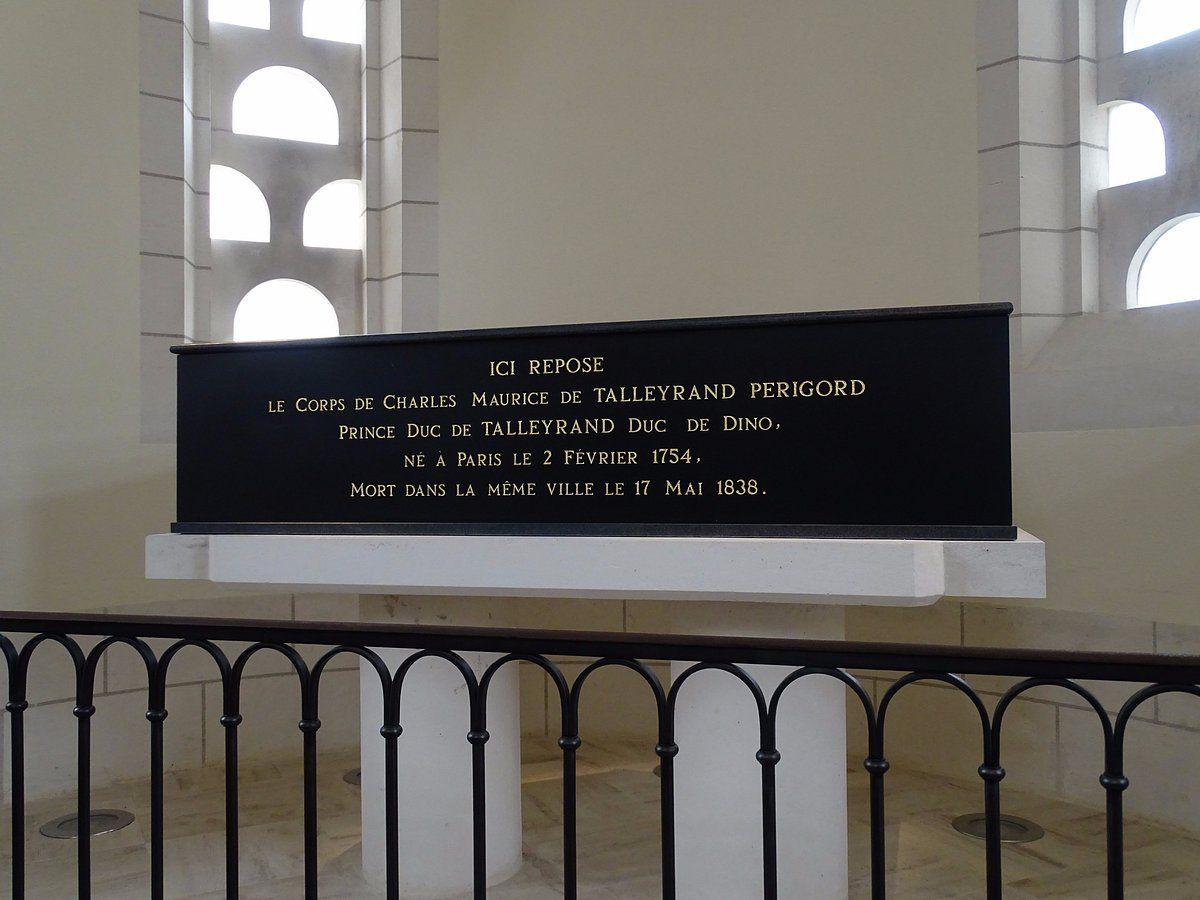 ICI REPOSE
LE CORPS DE CHARLES MAURICE DE TALLEYRAND PERIGORD
PRINCE DUC DE TALLEYRAND DUC DE DINO,
NÉ À PARIS LE 2 FÉVRIER 1754,
MORT DANS LA MÊME VILLE LE 17 MAI 1838.